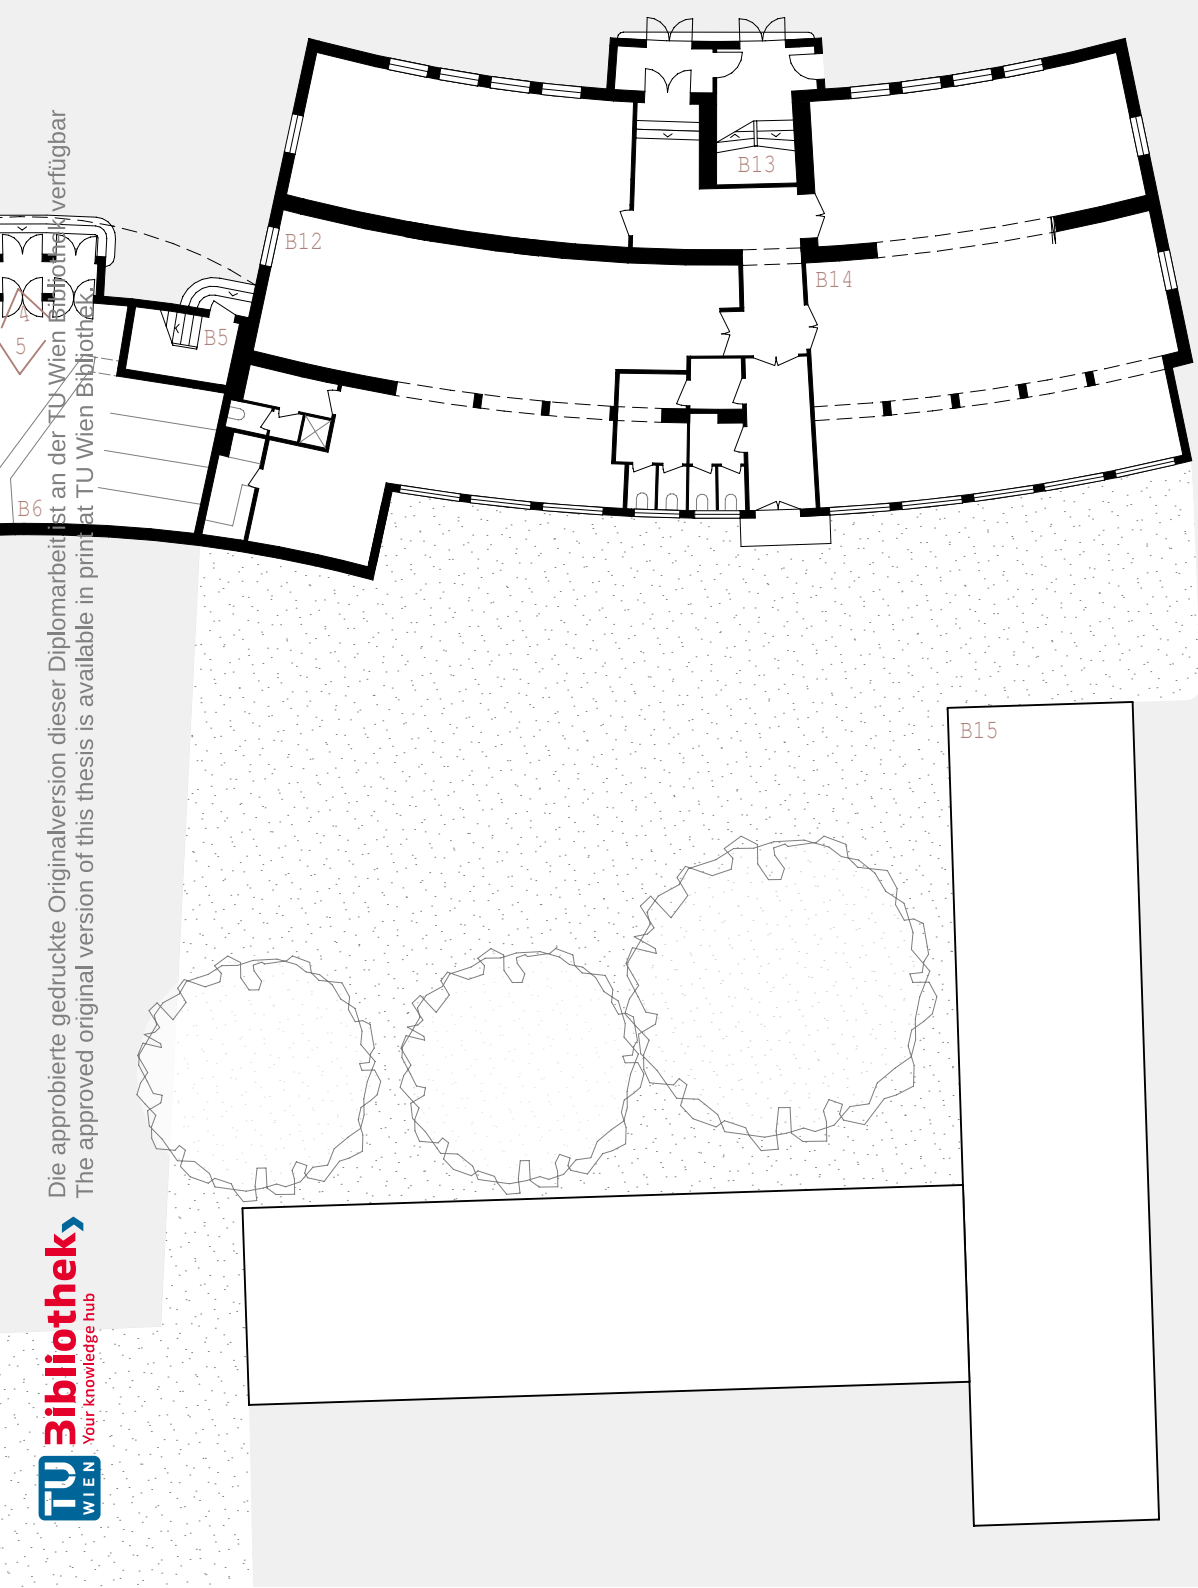 B13
B12
B14
B5
4
5
B6
B15
Die approbierte gedruckte Originalversion dieser Diplomarbeit ist an der TU Wien Bibliothek verfügbar
The approved original version of this thesis is available in print at TU Wien Bibliothek.
Bibliothek
Your knowledge hub
TU
WIEN